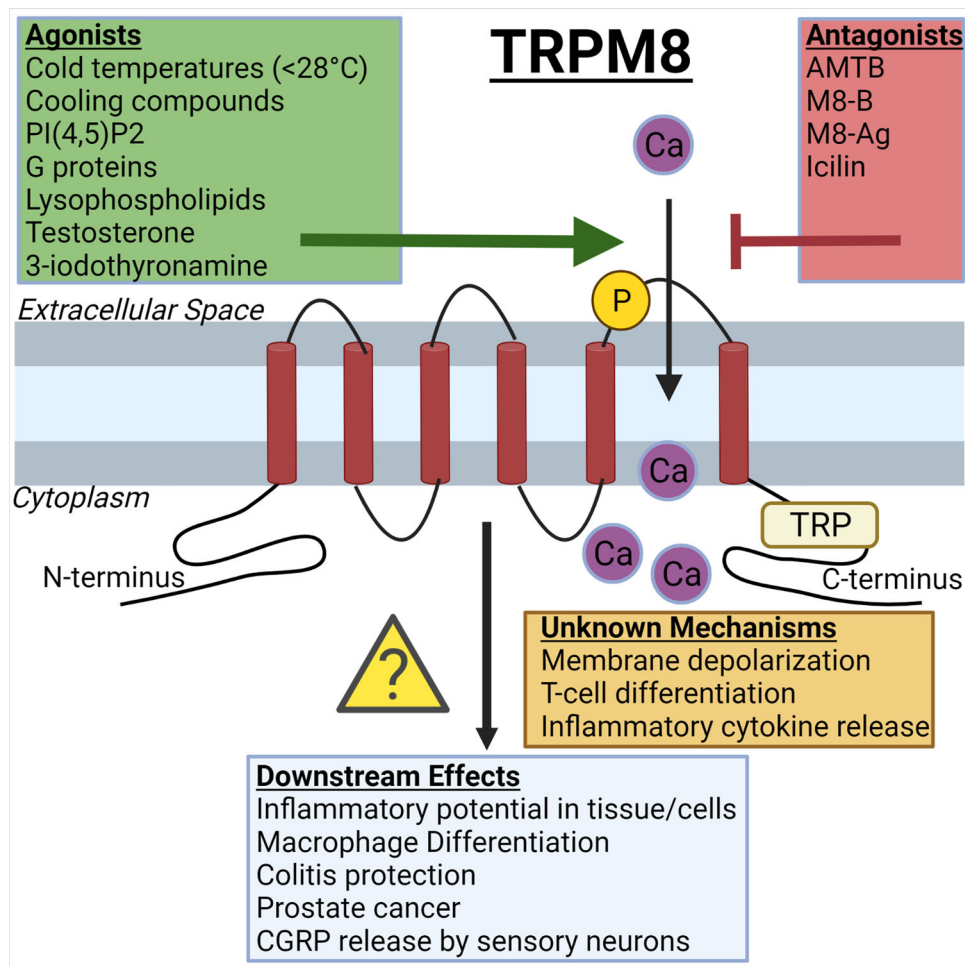 TRPM8
Agonists
Cold temperatures (<28°C)
Cooling compounds
PI(4,5)P2
G proteins
Lysophospholipids
Testosterone
3-iodothyronamine
Antagonists
AMTB
M8-B
M8-Ag
Icilin
Ca
P
Extracellular Space
Ca
Cytoplasm
TRP
Ca
Ca
N-terminus
C-terminus
Unknown Mechanisms
Membrane depolarization
T-cell differentiation
Inflammatory cytokine release
?
Downstream Effects
Inflammatory potential in tissue/cells
Macrophage Differentiation
Colitis protection
Prostate cancer
CGRP release by sensory neurons